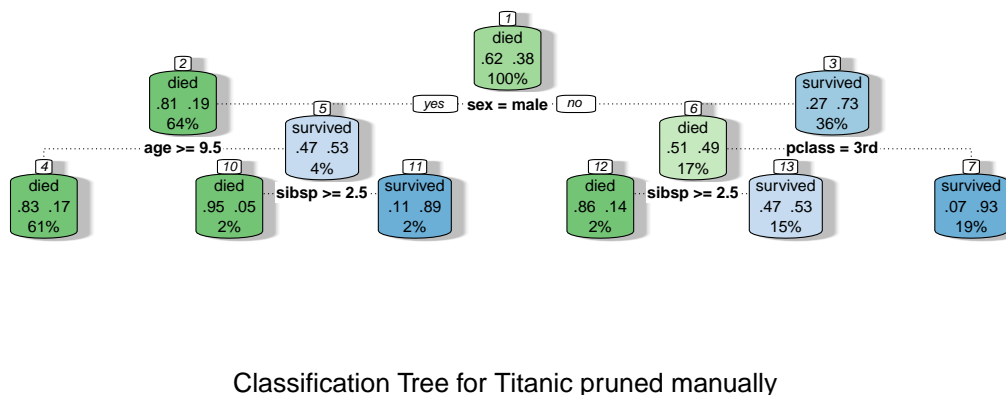 1
died
.62 .38
100%
yes sex = male no
2
died
.81 .19
64%
age >= 9.5
3
survived
.27 .73
36%
pclass = 3rd
4
died
.83 .17
61%
5
survived
.47 .53
4%
sibsp >= 2.5
6
died
.51 .49
17%
sibsp >= 2.5
7
survived
.07 .93
19%
10
died
.95 .05
2%
11
survived
.11 .89
2%
12
died
.86 .14
2%
13
survived
.47 .53
15%
Classification Tree for Titanic pruned manually